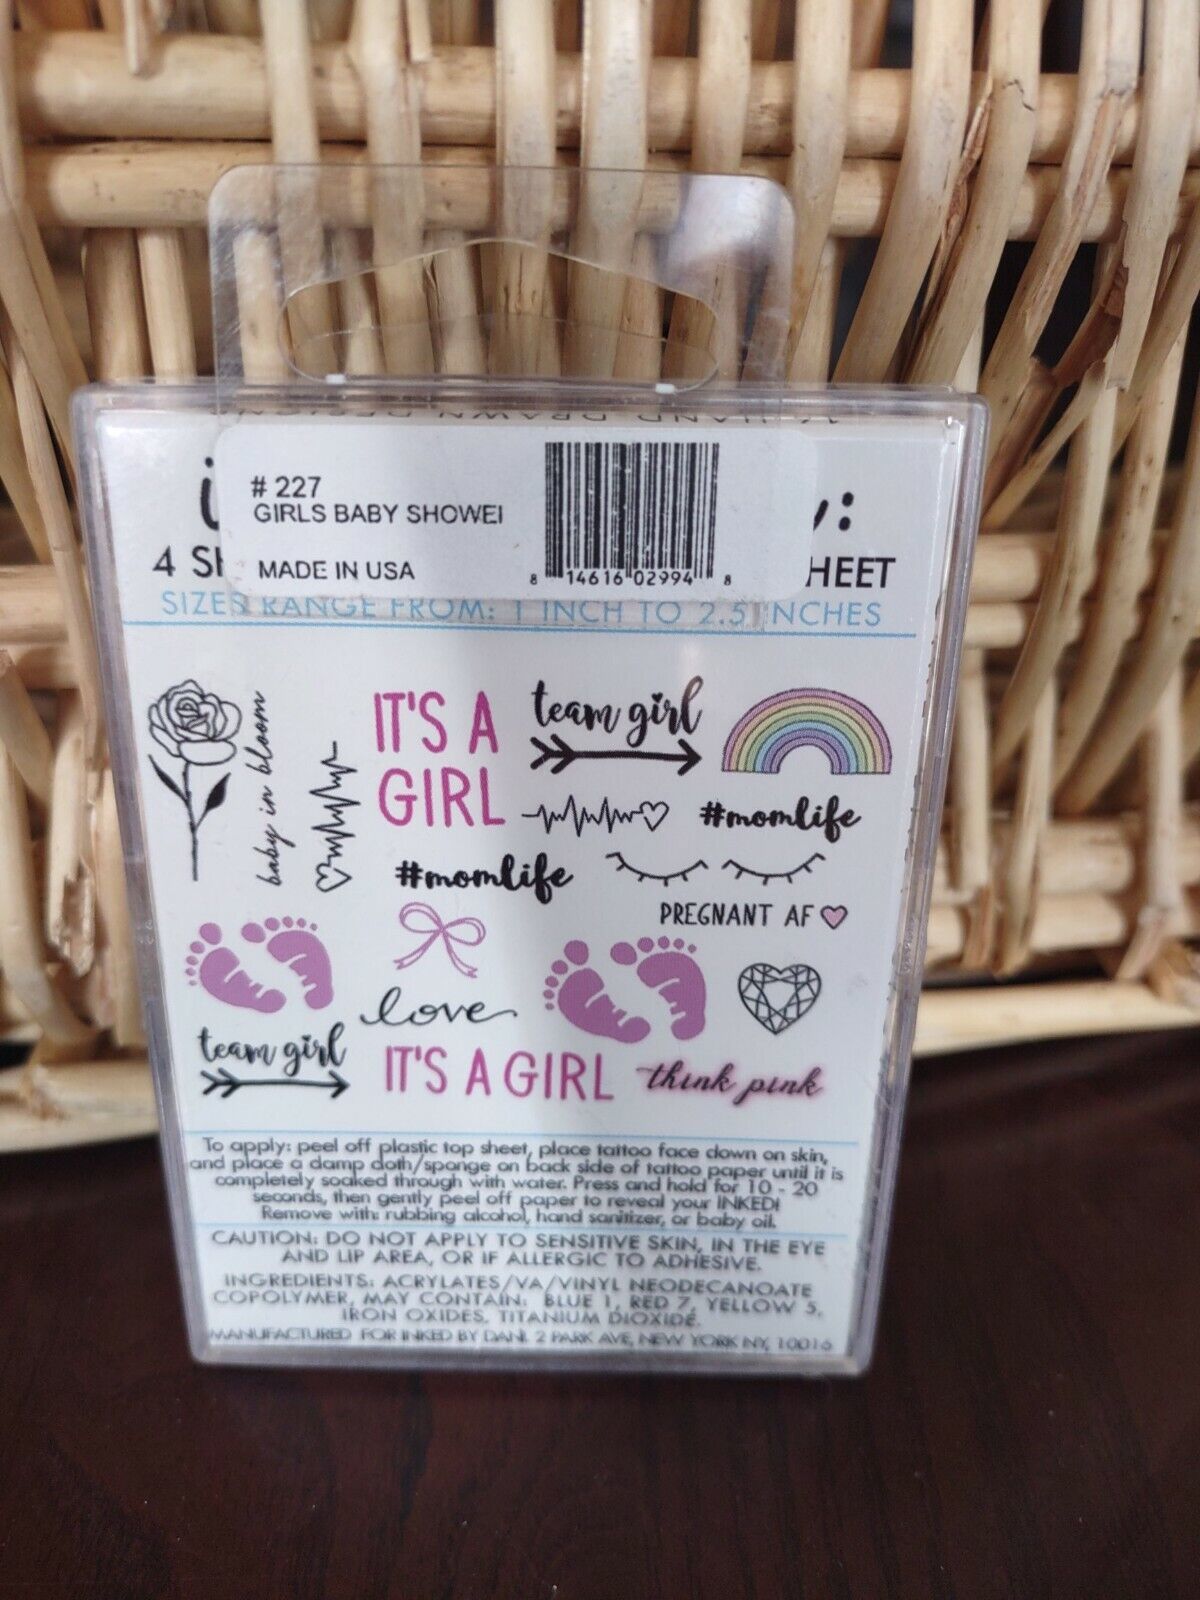 # 227
GIRLS BABY SHOWEI
MADE IN USA
8 14616 02994 8
4 SH HEET
SIZES RANGE FROM: 1 INCH TO 2.5 INCHES
baby in bloom
IT'S A
GIRL
team girl
#momlife
#momlife
PREGNANT AF
love
team girl
IT'S A GIRL
think pink
To apply: peel off plastic top sheet, place tattoo face down on skin,
and place a damp cloth/sponge on back side of tattoo paper until it is
completely soaked through with water. Press and hold for 10 - 20
seconds, then gently peel off paper to reveal your INKED!
Remove with: rubbing alcohol, hand sanitizer, or baby oil.
CAUTION: DO NOT APPLY TO SENSITIVE SKIN, IN THE EYE
AND LIP AREA, OR IF ALLERGIC TO ADHESIVE.
INGREDIENTS: ACRYLATES/VA/VINYL NEODECANOATE
COPOLYMER, MAY CONTAIN: BLUE 1, RED 7, YELLOW 5,
IRON OXIDES, TITANIUM DIOXIDE.
MANUFACTURED FOR INKED BY DANI. 2 PARK AVE, NEW YORK NY, 10016